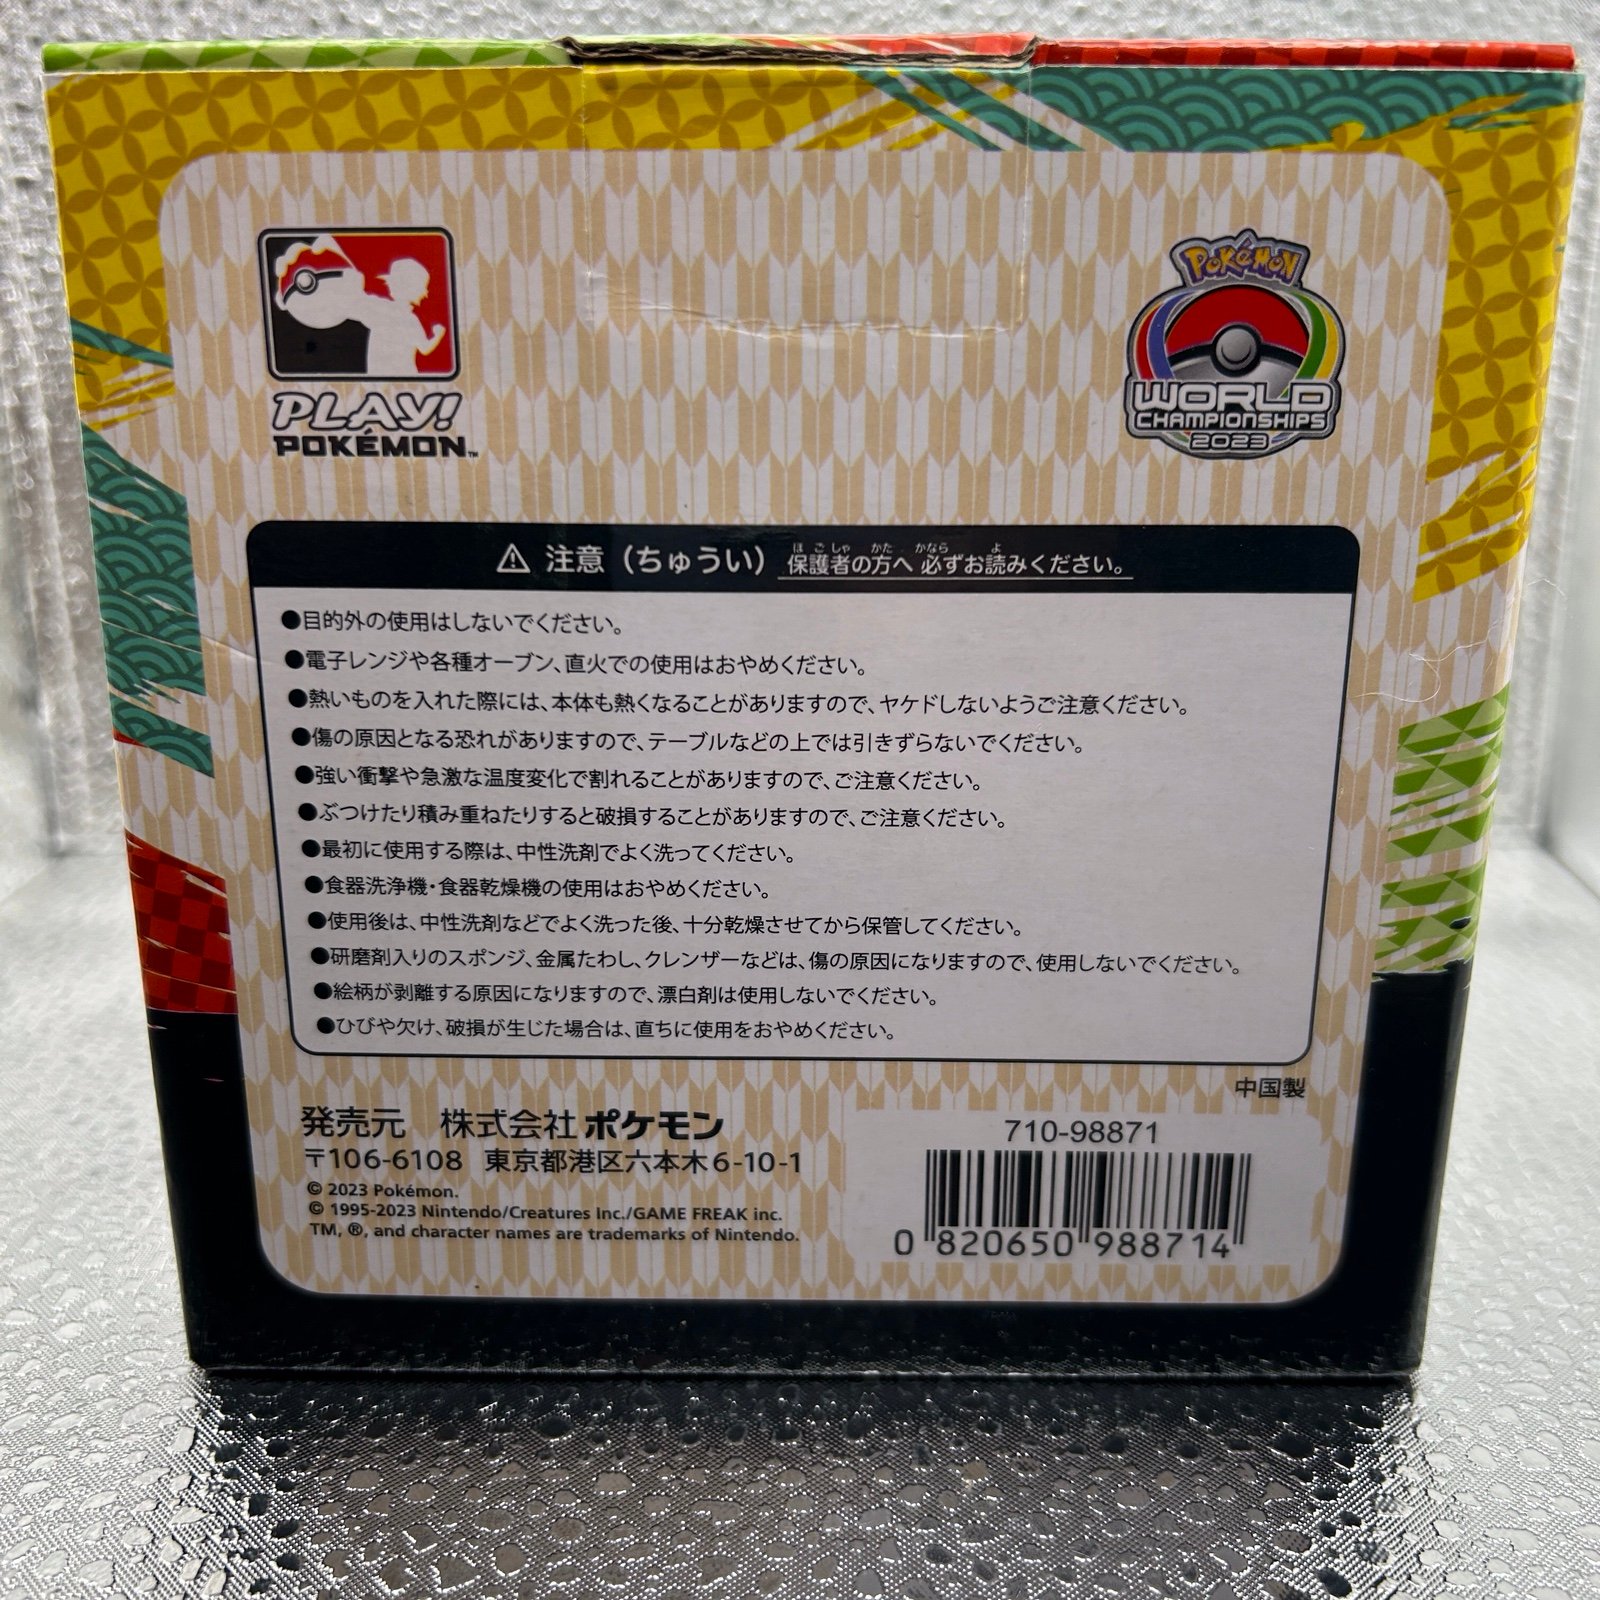 PLAY!
POKÉMON™
Pokémon
WORLD
CHAMPIONSHIPS
2023
⚠ 注意（ちゅうい） 保護者の方へ 必ずお読みください。
ほごしゃ かた かなら よ
●目的外の使用はしないでください。
●電子レンジや各種オーブン、直火での使用はおやめください。
●熱いものを入れた際には、本体も熱くなることがありますので、ヤケドしないようご注意ください。
●傷の原因となる恐れがありますので、テーブルなどの上では引きずらないでください。
●強い衝撃や急激な温度変化で割れることがありますので、ご注意ください。
●ぶつけたり積み重ねたりすると破損することがありますので、ご注意ください。
●最初に使用する際は、中性洗剤でよく洗ってください。
●食器洗浄機・食器乾燥機の使用はおやめください。
●使用後は、中性洗剤などでよく洗った後、十分乾燥させてから保管してください。
●研磨剤入りのスポンジ、金属たわし、クレンザーなどは、傷の原因になりますので、使用しないでください。
●絵柄が剥離する原因になりますので、漂白剤は使用しないでください。
●ひびや欠け、破損が生じた場合は、直ちに使用をおやめください。
中国製
発売元 株式会社ポケモン
〒106-6108 東京都港区六本木6-10-1
© 2023 Pokémon.
© 1995-2023 Nintendo/Creatures Inc./GAME FREAK inc.
TM, ®, and character names are trademarks of Nintendo.
710-98871
0 820650 988714